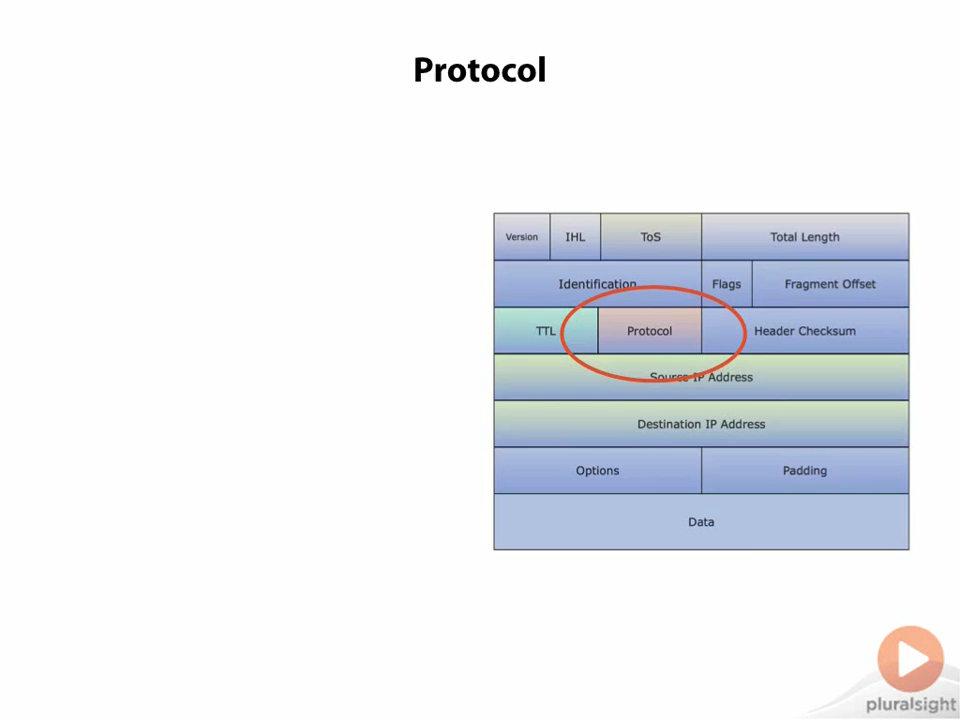 Protocol
Version IHL ToS Total Length
Identification Flags Fragment Offset
TTL Protocol Header Checksum
Source IP Address
Destination IP Address
Options Padding
Data
pluralsight